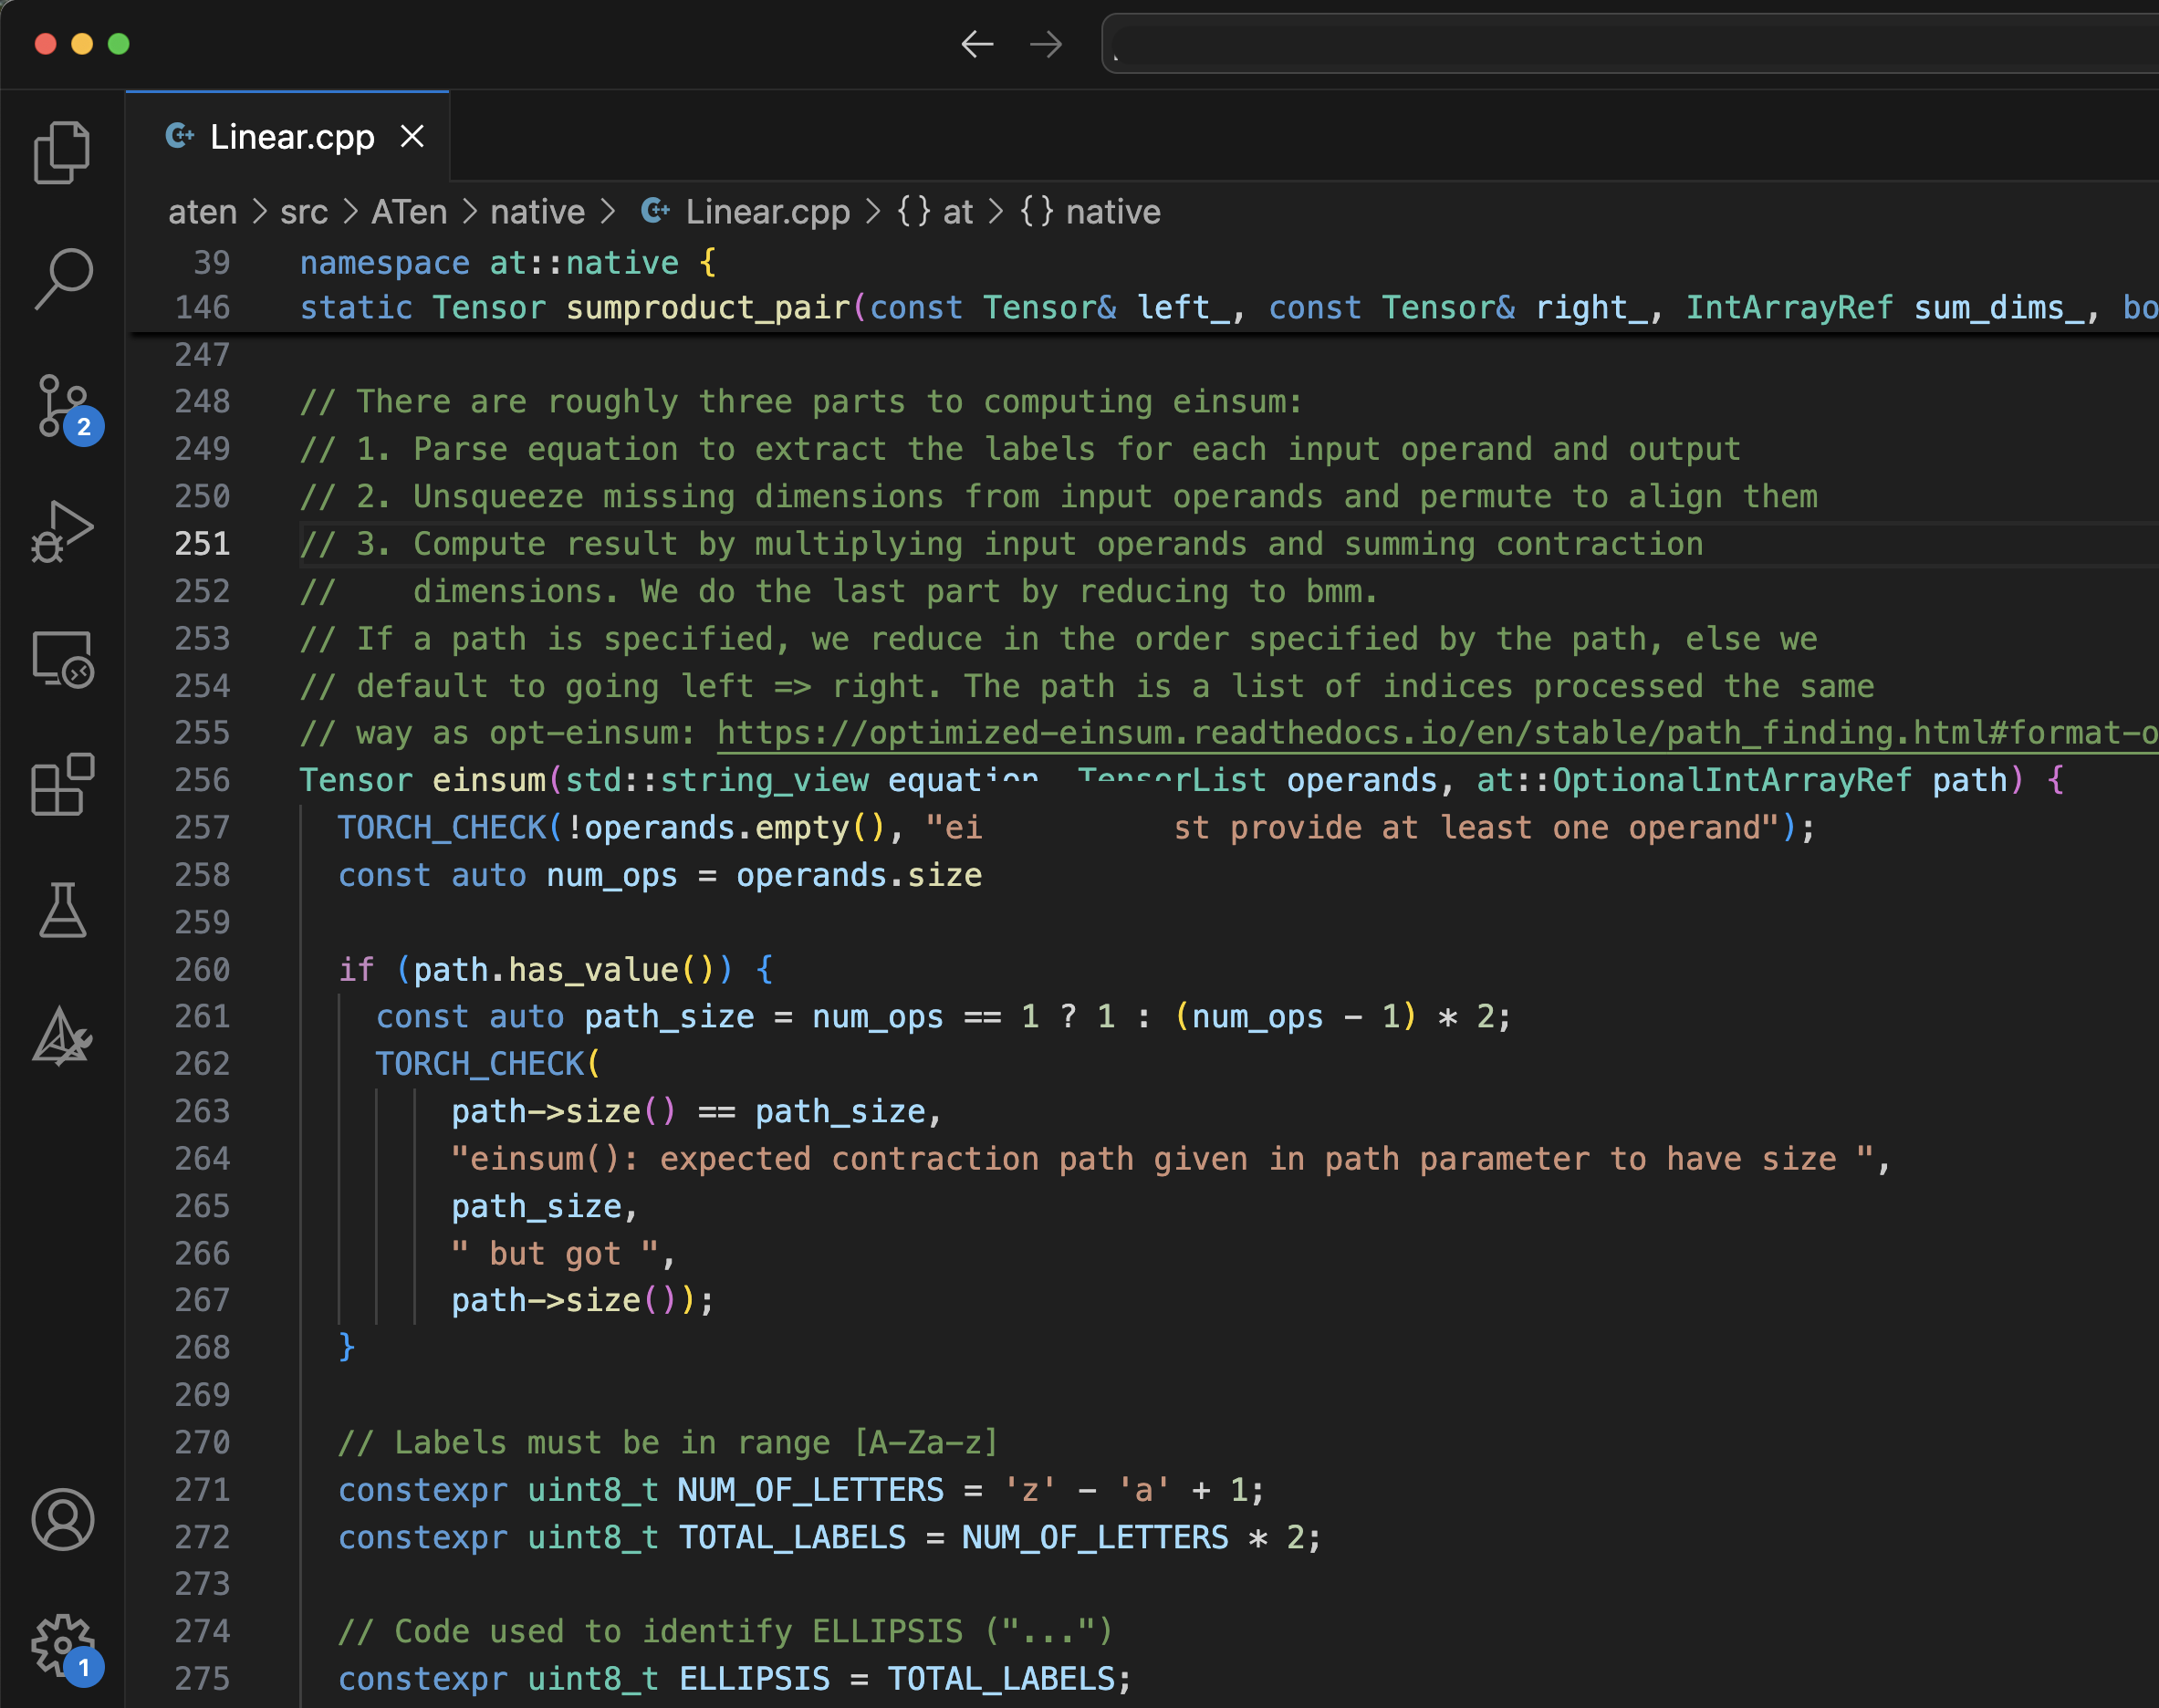 Linear.cpp
aten > src > ATen > native > Linear.cpp > {} at > {} native
39 namespace at::native {
146 static Tensor sumproduct_pair(const Tensor& left_, const Tensor& right_, IntArrayRef sum_dims_, bo
247
248 // There are roughly three parts to computing einsum:
249 // 1. Parse equation to extract the labels for each input operand and output
250 // 2. Unsqueeze missing dimensions from input operands and permute to align them
251 // 3. Compute result by multiplying input operands and summing contraction
252 //    dimensions. We do the last part by reducing to bmm.
253 // If a path is specified, we reduce in the order specified by the path, else we
254 // default to going left => right. The path is a list of indices processed the same
255 // way as opt-einsum: https://optimized-einsum.readthedocs.io/en/stable/path_finding.html#format-o
256 Tensor einsum(std::string_view equation TensorList operands, at::OptionalIntArrayRef path) {
257   TORCH_CHECK(!operands.empty(), "ei st provide at least one operand");
258   const auto num_ops = operands.size
259
260   if (path.has_value()) {
261     const auto path_size = num_ops == 1 ? 1 : (num_ops - 1) * 2;
262     TORCH_CHECK(
263         path->size() == path_size,
264         "einsum(): expected contraction path given in path parameter to have size ",
265         path_size,
266         " but got ",
267         path->size());
268   }
269
270   // Labels must be in range [A-Za-z]
271   constexpr uint8_t NUM_OF_LETTERS = 'z' - 'a' + 1;
272   constexpr uint8_t TOTAL_LABELS = NUM_OF_LETTERS * 2;
273
274   // Code used to identify ELLIPSIS ("...")
275   constexpr uint8_t ELLIPSIS = TOTAL_LABELS;
2
1